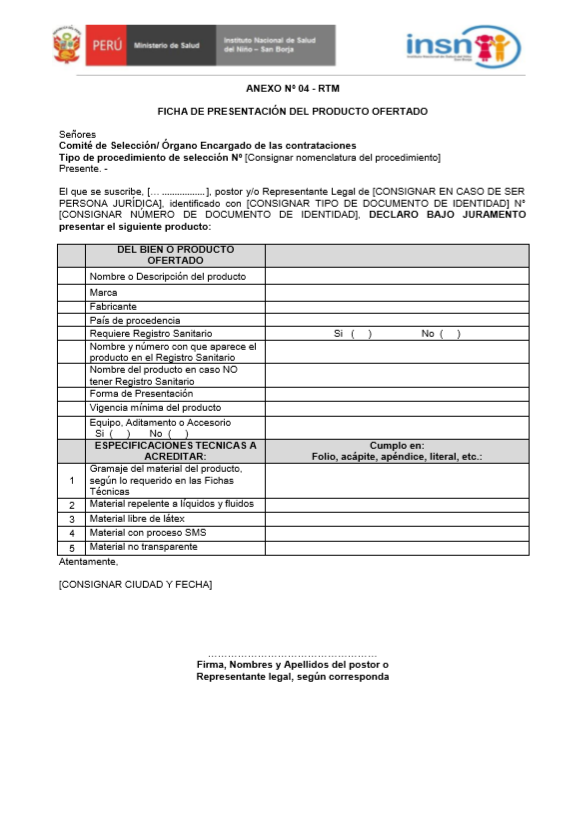 PERÚ
Ministerio de Salud
Instituto Nacional de Salud
del Niño – San Borja
insn
ANEXO Nº 04 - RTM
FICHA DE PRESENTACIÓN DEL PRODUCTO OFERTADO
Señores
Comité de Selección/ Órgano Encargado de las contrataciones
Tipo de procedimiento de selección Nº [Consignar nomenclatura del procedimiento]
Presente. -
El que se suscribe, [… ................. ], postor y/o Representante Legal de [CONSIGNAR EN CASO DE SER
PERSONA JURÍDICA], identificado con [CONSIGNAR TIPO DE DOCUMENTO DE IDENTIDAD] N°
[CONSIGNAR NÚMERO DE DOCUMENTO DE IDENTIDAD], DECLARO BAJO JURAMENTO
presentar el siguiente producto:
DEL BIEN O PRODUCTO
OFERTADO
Nombre o Descripción del producto
Marca
Fabricante
País de procedencia
Requiere Registro Sanitario Si ( ) No ( )
Nombre y número con que aparece el
producto en el Registro Sanitario
Nombre del producto en caso NO
tener Registro Sanitario
Forma de Presentación
Vigencia mínima del producto
Equipo, Aditamento o Accesorio
Si ( ) No ( )
ESPECIFICACIONES TECNICAS A
ACREDITAR:
Cumplo en:
Folio, acápite, apéndice, literal, etc.:
1 Gramaje del material del producto,
según lo requerido en las Fichas
Técnicas
2 Material repelente a líquidos y fluidos
3 Material libre de látex
4 Material con proceso SMS
5 Material no transparente
Atentamente,
[CONSIGNAR CIUDAD Y FECHA]
……………………………………………
Firma, Nombres y Apellidos del postor o
Representante legal, según corresponda